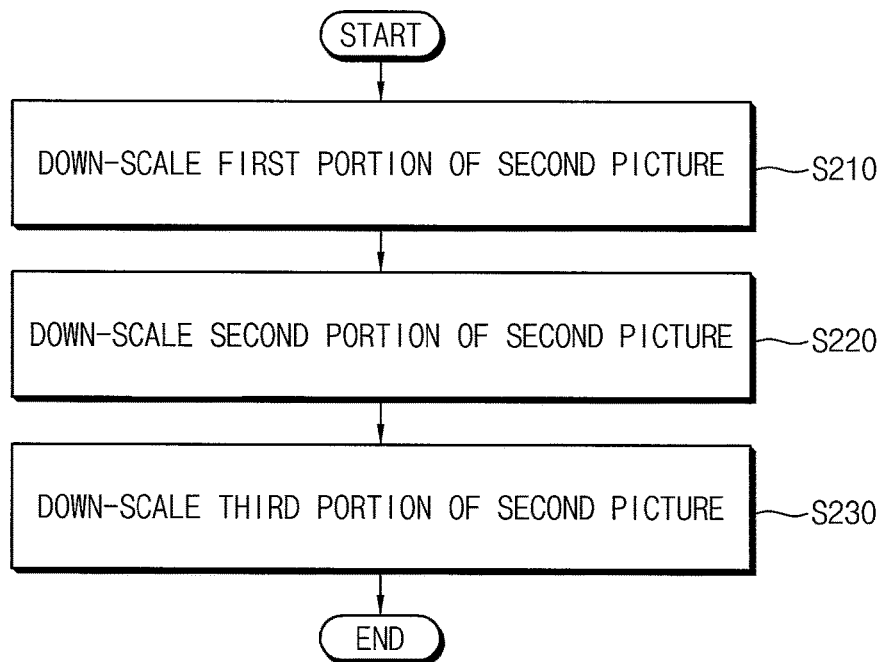 START
DOWN-SCALE FIRST PORTION OF SECOND PICTURE
S210
DOWN-SCALE SECOND PORTION OF SECOND PICTURE
S220
DOWN-SCALE THIRD PORTION OF SECOND PICTURE
S230
END